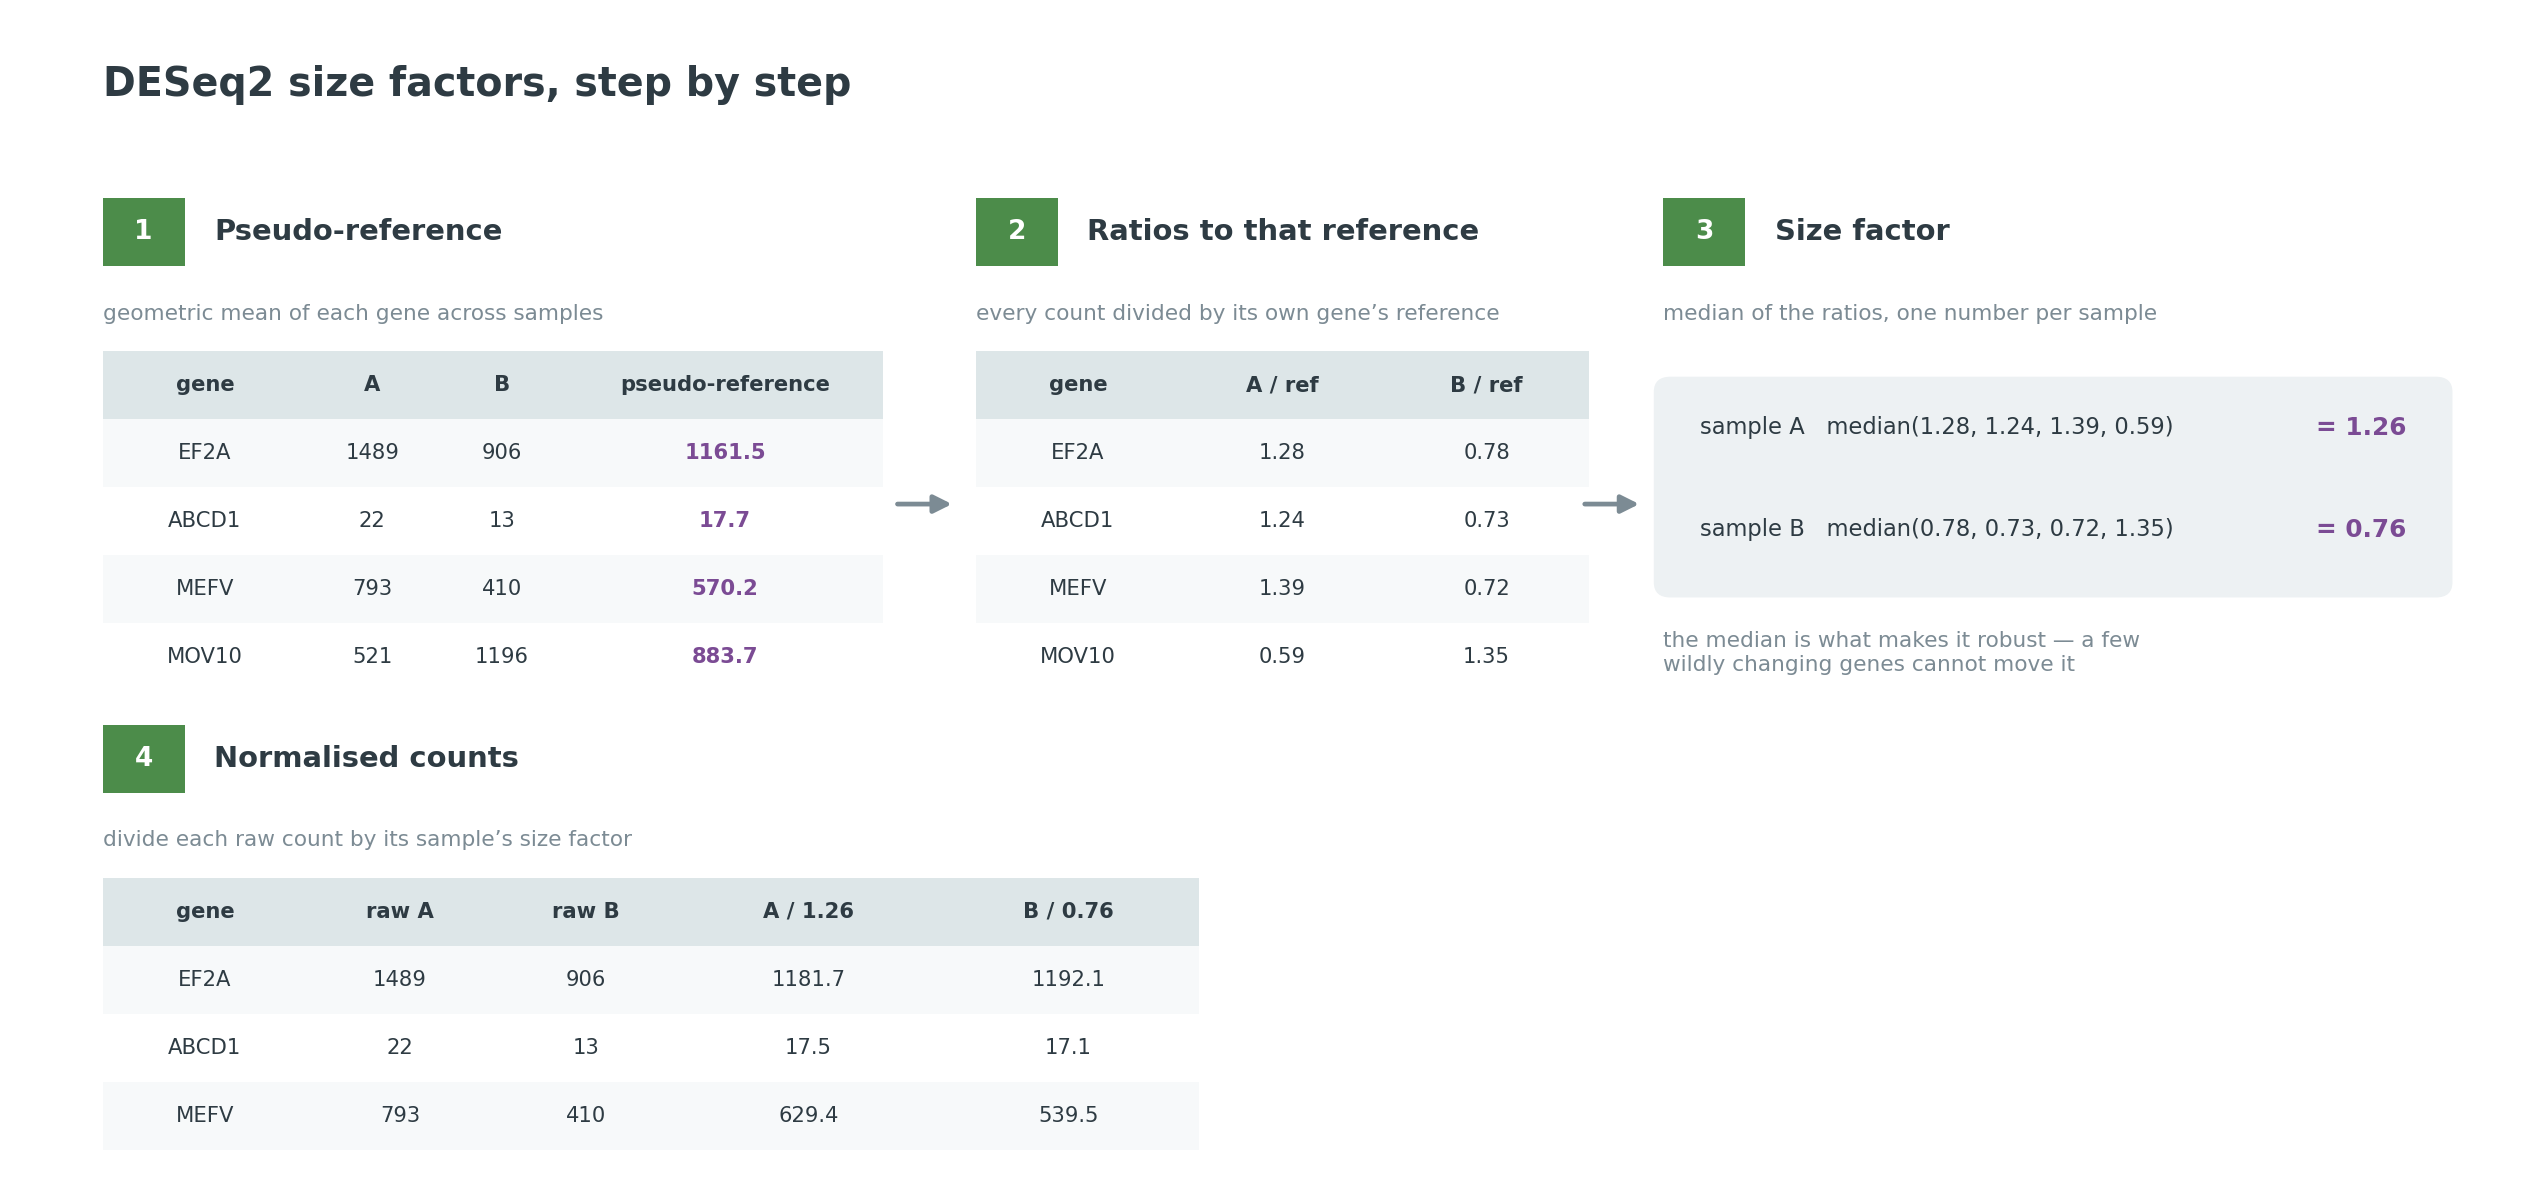 DESeq2 size factors, step by step
1 Pseudo-reference
geometric mean of each gene across samples
gene A B pseudo-reference
EF2A 1489 906 1161.5
ABCD1 22 13 17.7
MEFV 793 410 570.2
MOV10 521 1196 883.7
2 Ratios to that reference
every count divided by its own gene’s reference
gene A / ref B / ref
EF2A 1.28 0.78
ABCD1 1.24 0.73
MEFV 1.39 0.72
MOV10 0.59 1.35
3 Size factor
median of the ratios, one number per sample
sample A median(1.28, 1.24, 1.39, 0.59) = 1.26
sample B median(0.78, 0.73, 0.72, 1.35) = 0.76
the median is what makes it robust — a few
wildly changing genes cannot move it
4 Normalised counts
divide each raw count by its sample’s size factor
gene raw A raw B A / 1.26 B / 0.76
EF2A 1489 906 1181.7 1192.1
ABCD1 22 13 17.5 17.1
MEFV 793 410 629.4 539.5